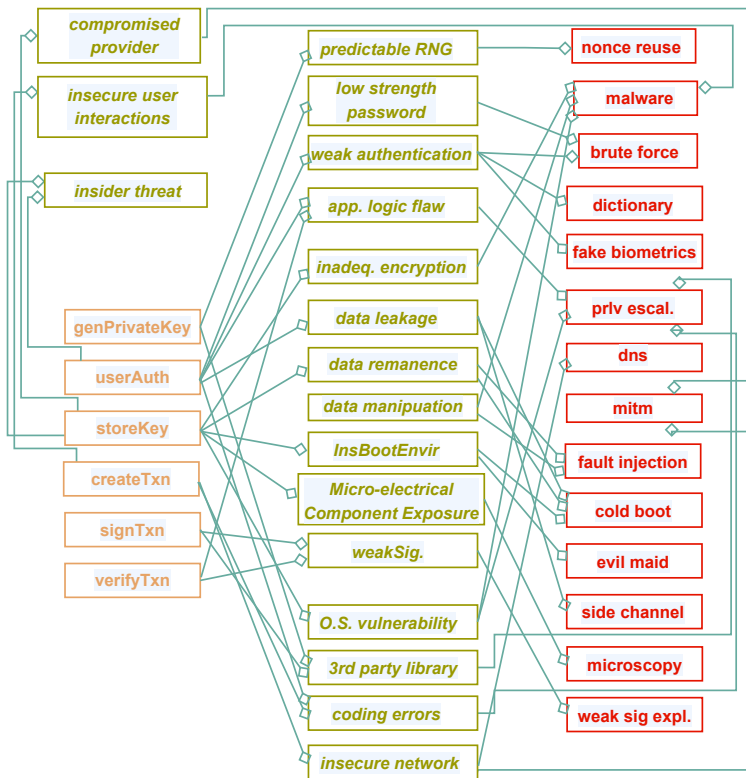 compromised
provider
insecure user
interactions
insider threat
genPrivateKey
userAuth
storeKey
createTxn
signTxn
verifyTxn
predictable RNG
low strength
password
weak authentication
app. logic flaw
inadeq. encryption
data leakage
data remanence
data manipuation
InsBootEnvir
Micro-electrical
Component Exposure
weakSig.
O.S. vulnerability
3rd party library
coding errors
insecure network
nonce reuse
malware
brute force
dictionary
fake biometrics
prlv escal.
dns
mitm
fault injection
cold boot
evil maid
side channel
microscopy
weak sig expl.